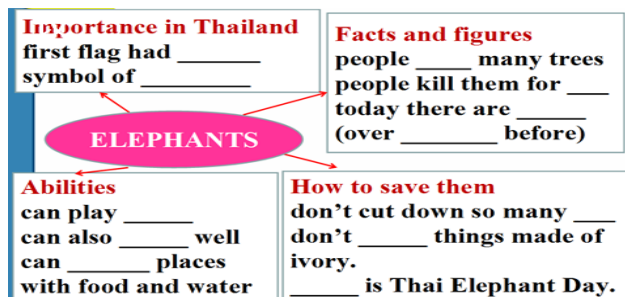 Importance in Thailand
first flag had ________
symbol of __________
Facts and figures
people _____ many trees
people kill them for ____
today there are ______
(over _________ before)
ELEPHANTS
Abilities
can play ______
can also ______ well
can _______ places
with food and water
How to save them
don’t cut down so many ____
don’t ______ things made of
ivory.
______ is Thai Elephant Day.